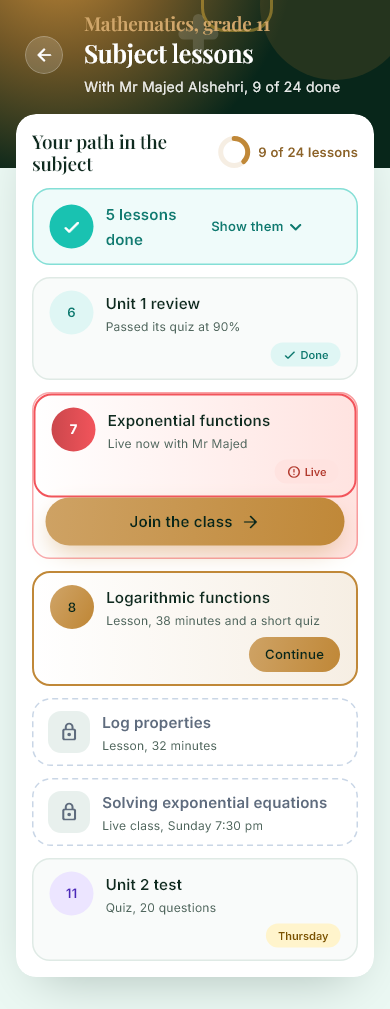 Mathematics, grade 11
Subject lessons
With Mr Majed Alshehri, 9 of 24 done
Your path in the
subject
9 of 24 lessons
5 lessons
done
Show them
6
Unit 1 review
Passed its quiz at 90%
Done
7
Exponential functions
Live now with Mr Majed
Live
Join the class
8
Logarithmic functions
Lesson, 38 minutes and a short quiz
Continue
Log properties
Lesson, 32 minutes
Solving exponential equations
Live class, Sunday 7:30 pm
11
Unit 2 test
Quiz, 20 questions
Thursday